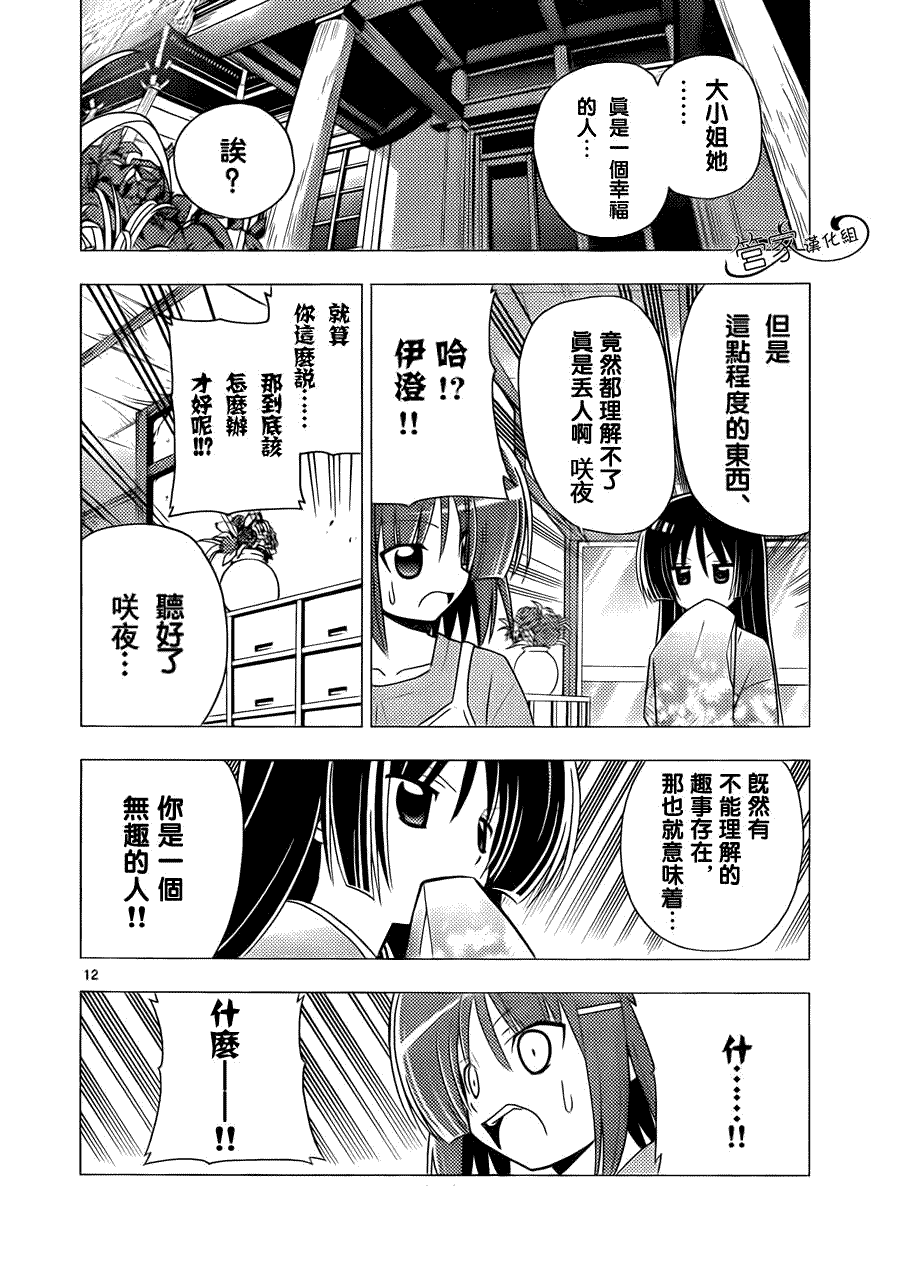 大小姐她
……
真是一個幸福
的人…
誒？
管家漢化組
但是
這點程度的東西、
竟然都理解不了
真是丟人啊 咲夜
哈!?
伊澄!!
就算
你這麼説……
那到底該
怎麼辦
才好呢!!?
聽好了
咲夜…
既然有
不能理解的
趣事存在，
那也就意味着…
你是一個
無趣的人!!
12
什……!!
什麼——!!